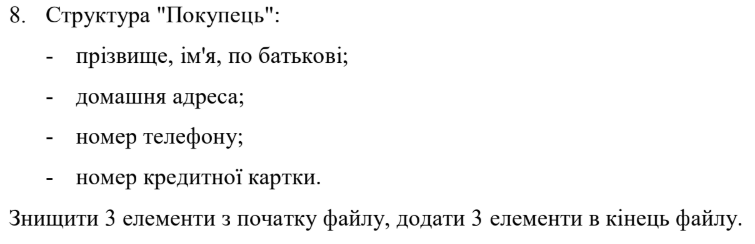 8. Структура "Покупець":
- прізвище, ім'я, по батькові;
- домашня адреса;
- номер телефону;
- номер кредитної картки.
Знищити 3 елементи з початку файлу, додати 3 елементи в кінець файлу.